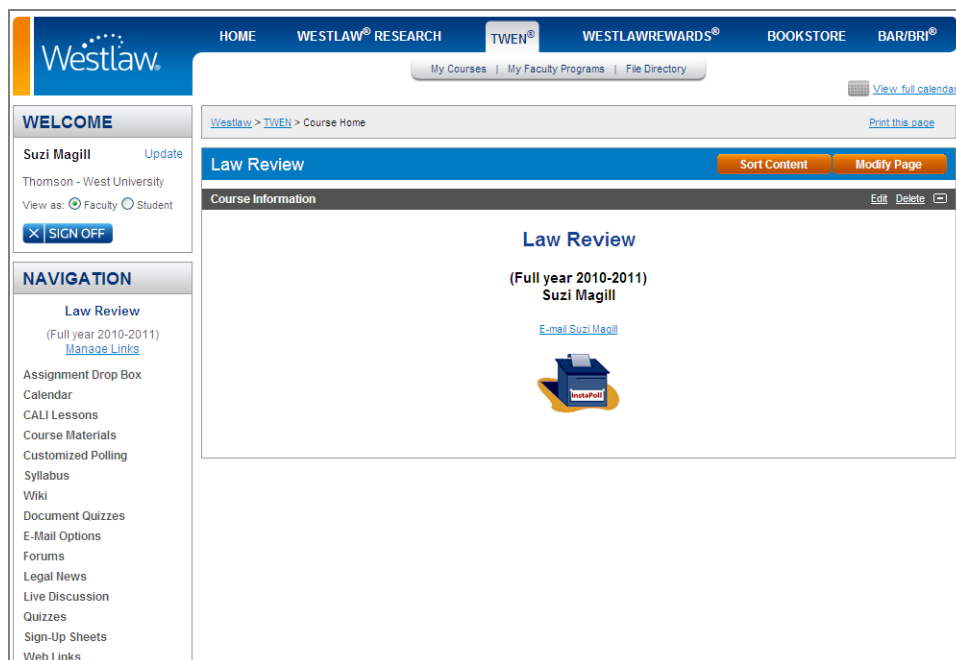 Westlaw.
HOME WESTLAW® RESEARCH TWEN® WESTLAWREWARDS® BOOKSTORE BAR/BRI®
My Courses | My Faculty Programs | File Directory
View full calendar
WELCOME
Suzi Magill Update
Thomson - West University
View as: Faculty Student
X SIGN OFF
NAVIGATION
Law Review
(Full year 2010-2011)
Manage Links
Assignment Drop Box
Calendar
CALI Lessons
Course Materials
Customized Polling
Syllabus
Wiki
Document Quizzes
E-Mail Options
Forums
Legal News
Live Discussion
Quizzes
Sign-Up Sheets
Web Links
Westlaw > TWEN > Course Home Print this page
Law Review Sort Content Modify Page
Course Information Edit Delete
Law Review
(Full year 2010-2011)
Suzi Magill
E-mail Suzi Magill
InstaPoll